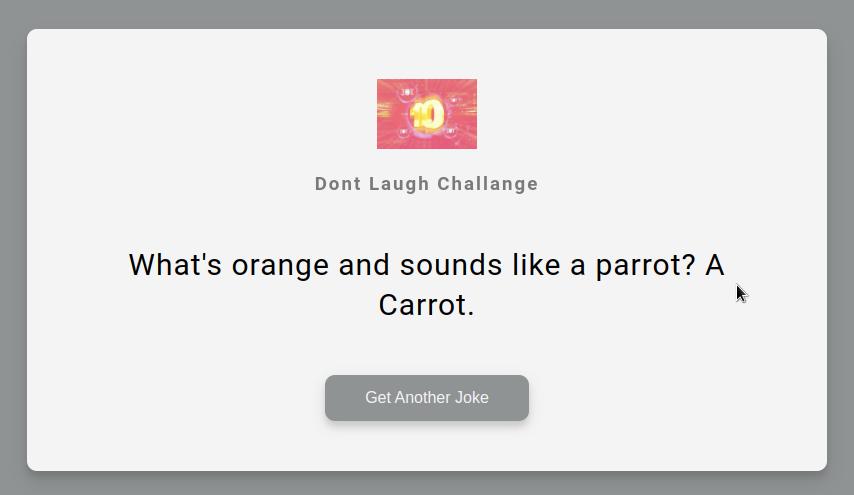 10
Dont Laugh Challange
What's orange and sounds like a parrot? A
Carrot.
Get Another Joke